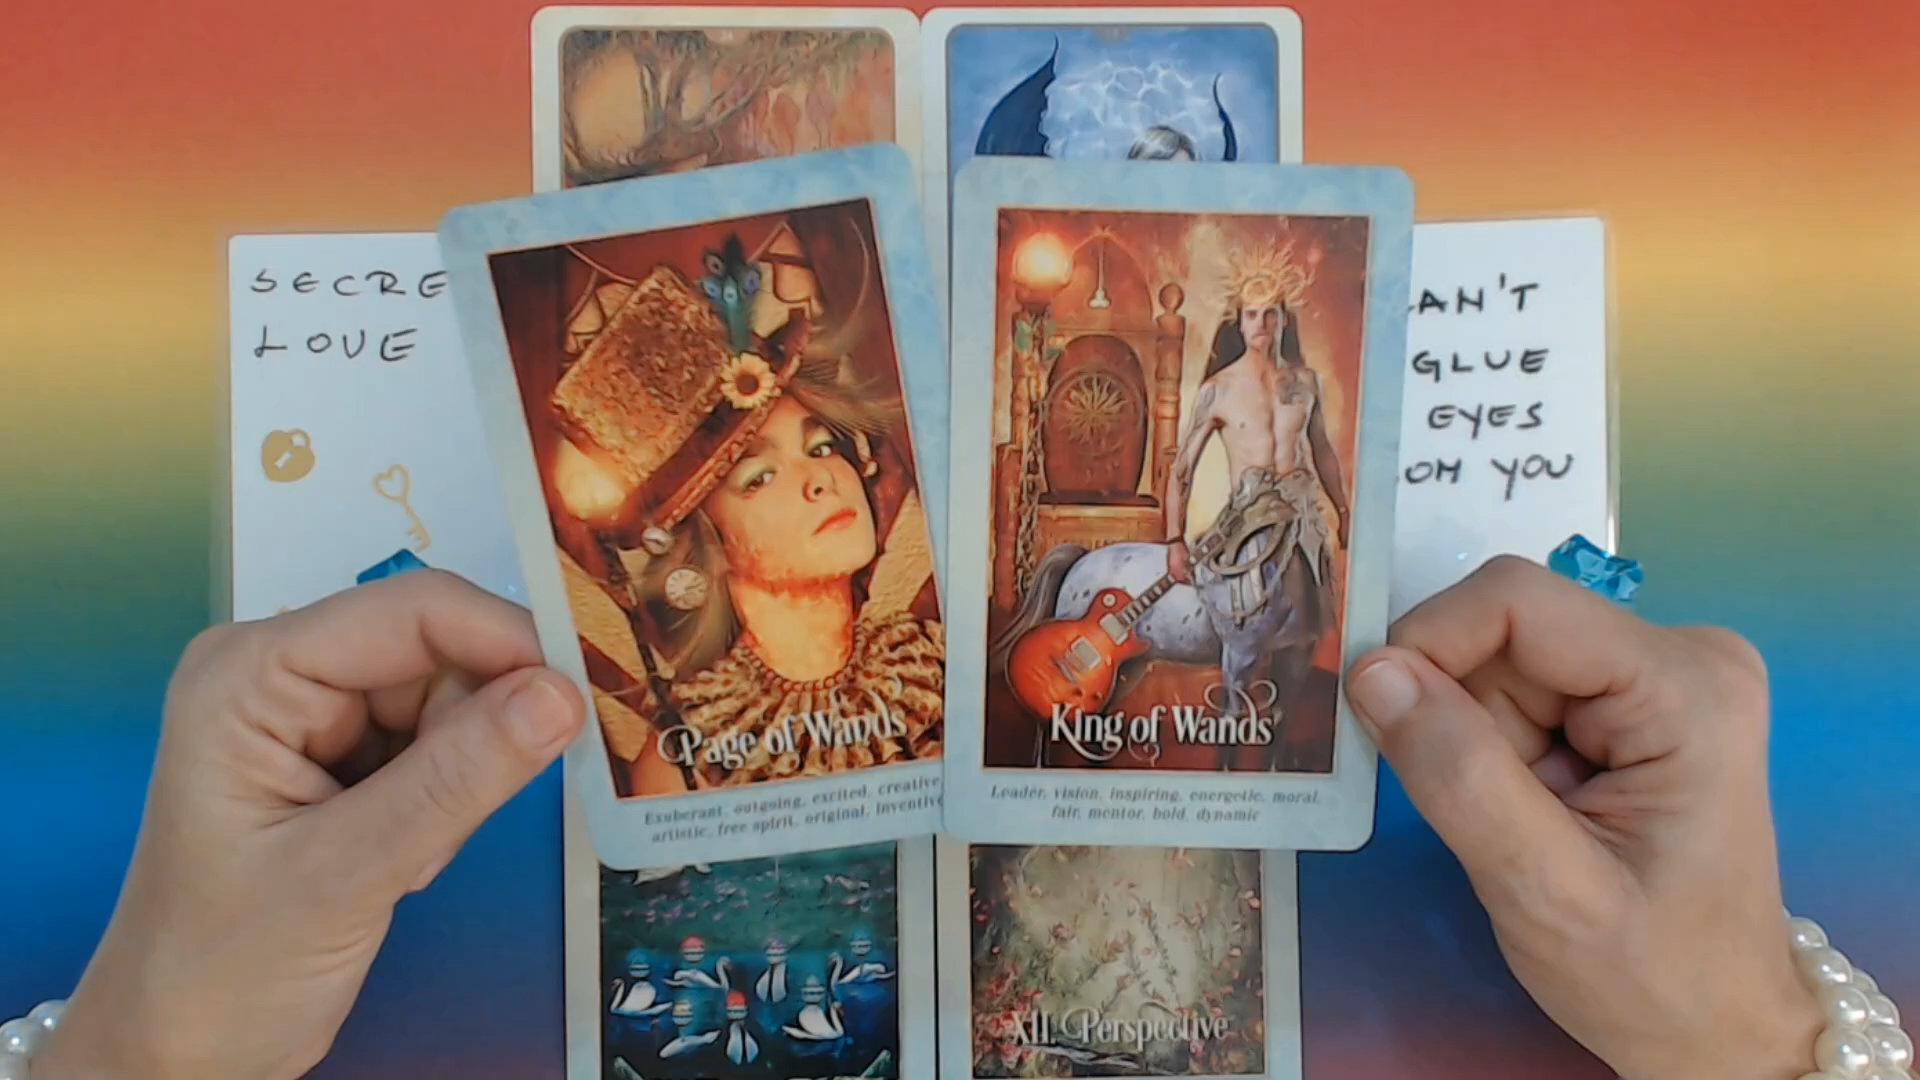 SECRE
LOVE
AN'T
GLUE
EYES
OM YOU
Page of Wands
Exuberant, outgoing, excited, creative,
artistic, free spirit, original, inventive
King of Wands
Leader, vision, inspiring, energetic, moral,
fair, mentor, bold, dynamic
XII. Perspective